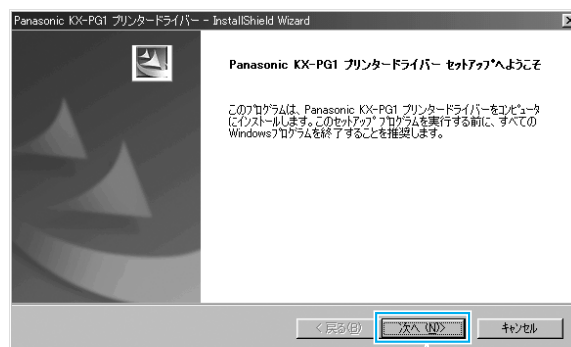 Panasonic KX-PG1 プリンタードライバー - InstallShield Wizard
Panasonic KX-PG1 プリンタードライバー セットアップへようこそ
このプログラムは、Panasonic KX-PG1 プリンタードライバーをコンピュータ
にインストールします。このセットアップ プログラムを実行する前に、すべての
Windowsプログラムを終了することを推奨します。
< 戻る(B)
次へ (N)>
キャンセル